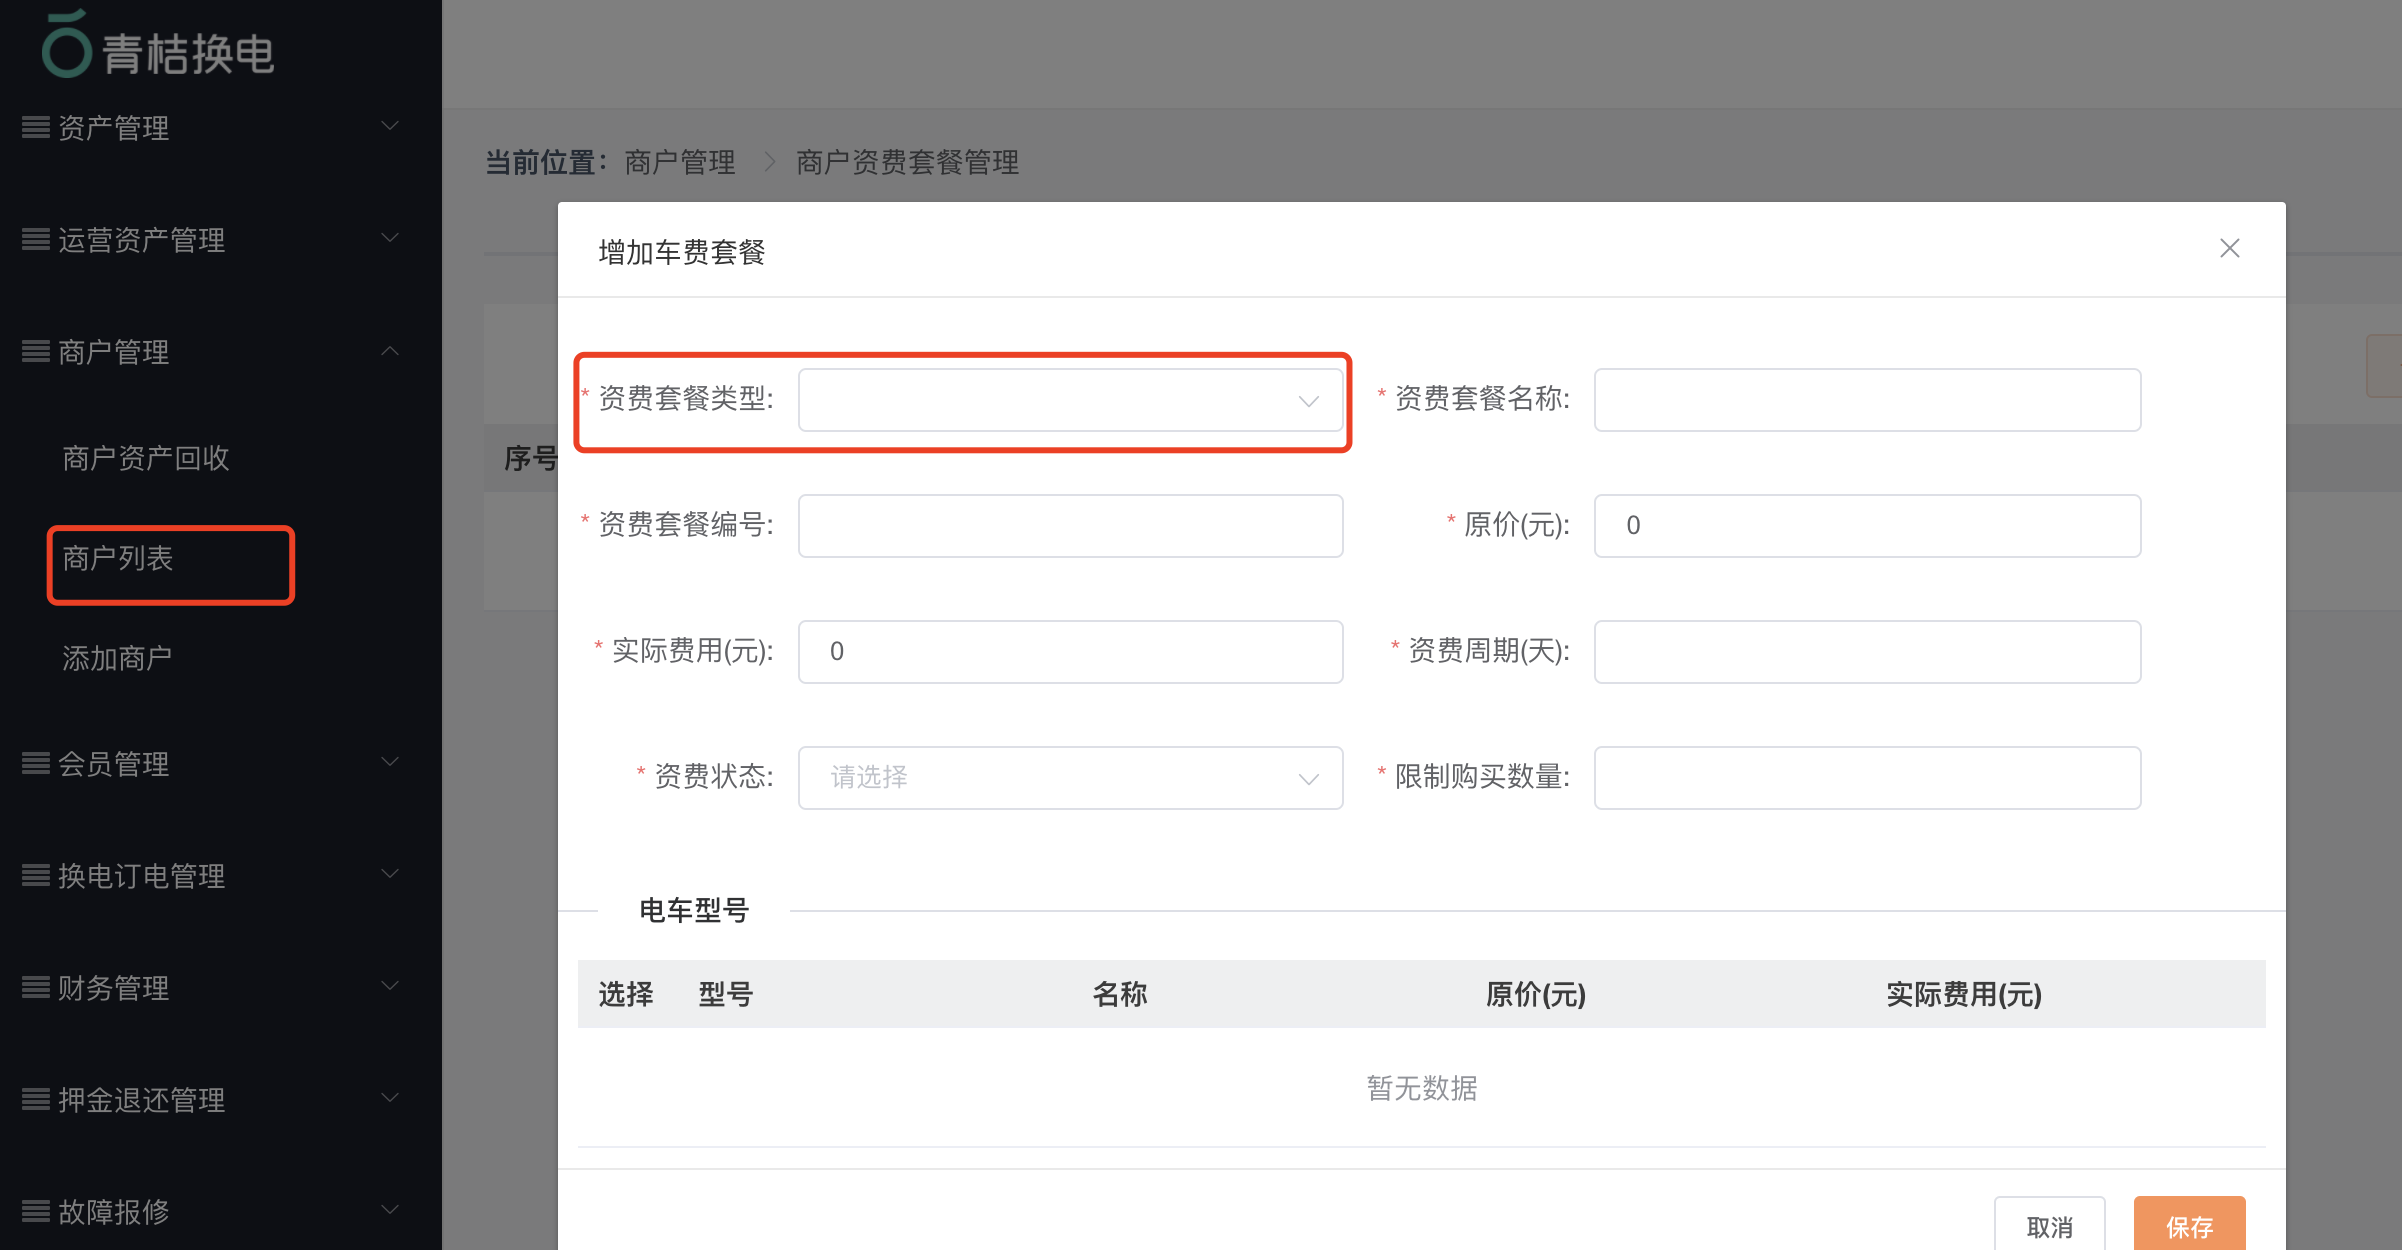 青桔换电
资产管理
运营资产管理
商户管理
商户资产回收
商户列表
添加商户
会员管理
换电订电管理
财务管理
押金退还管理
故障报修
当前位置： 商户管理 > 商户资费套餐管理
序号
增加车费套餐
* 资费套餐类型:
* 资费套餐名称:
* 资费套餐编号:
* 原价(元): 0
* 实际费用(元): 0
* 资费周期(天):
* 资费状态: 请选择
* 限制购买数量:
电车型号
选择 型号 名称 原价(元) 实际费用(元)
暂无数据
取消 保存